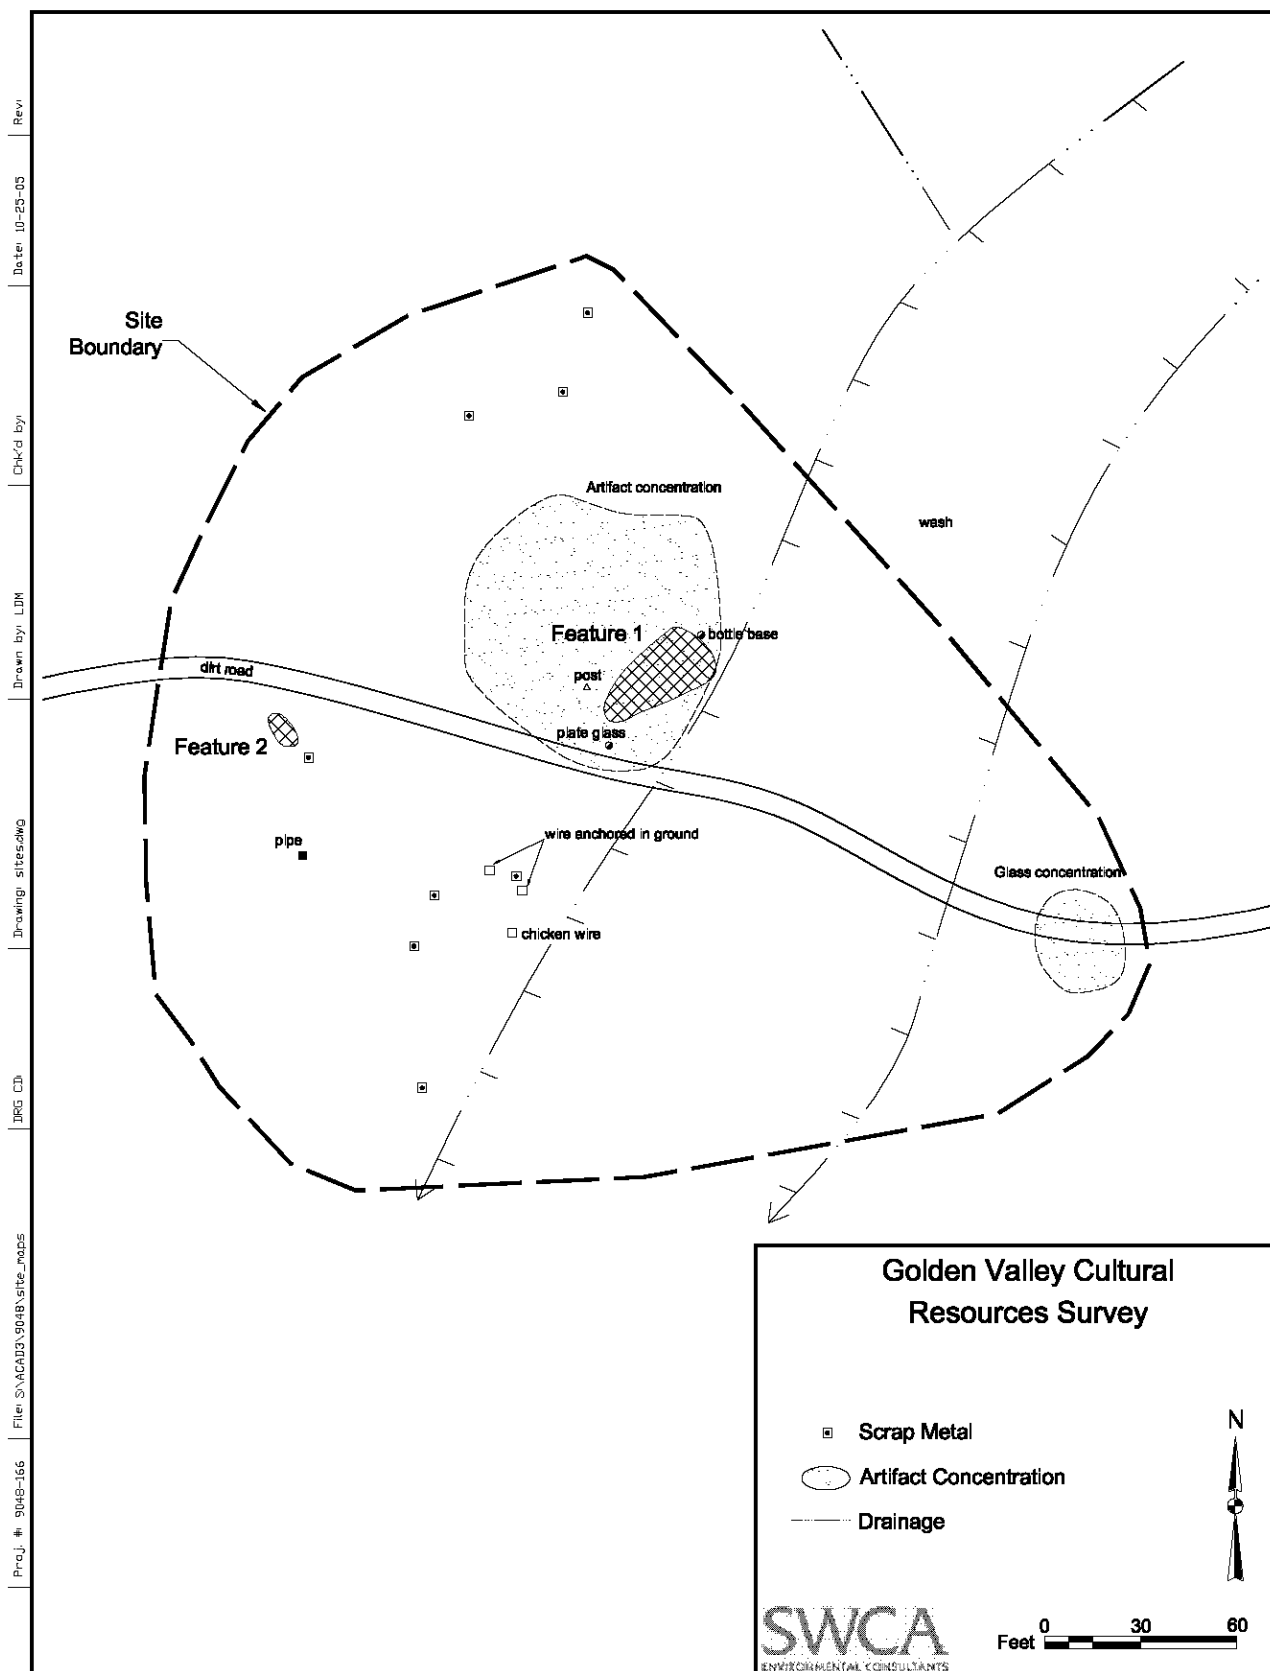 Site
Boundary
Artifact concentration
wash
Feature 1
bottle base
post
dirt road
plate glass
Feature 2
wire anchored in ground
pipe
Glass concentration
chicken wire
Golden Valley Cultural
Resources Survey
Scrap Metal
Artifact Concentration
Drainage
N
SWCA
ENVIRONMENTAL CONSULTANTS
Feet 0 30 60
Proj. #: 9048-166
File: S:\ACAD3\9048\site_maps
DRG CD:
Drawing: sites.dwg
Drawn by: LDM
Chk'd by:
Date: 10-25-05
Rev: